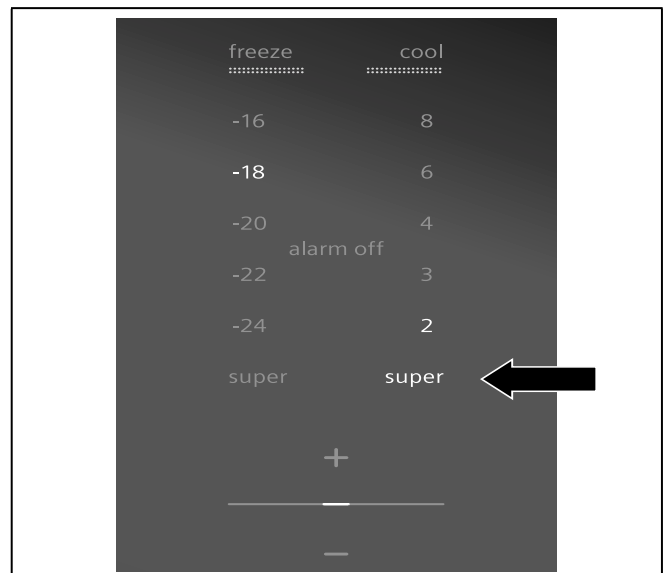 freeze cool
-16 8
-18 6
-20 4
alarm off
-22 3
-24 2
super super
+
−